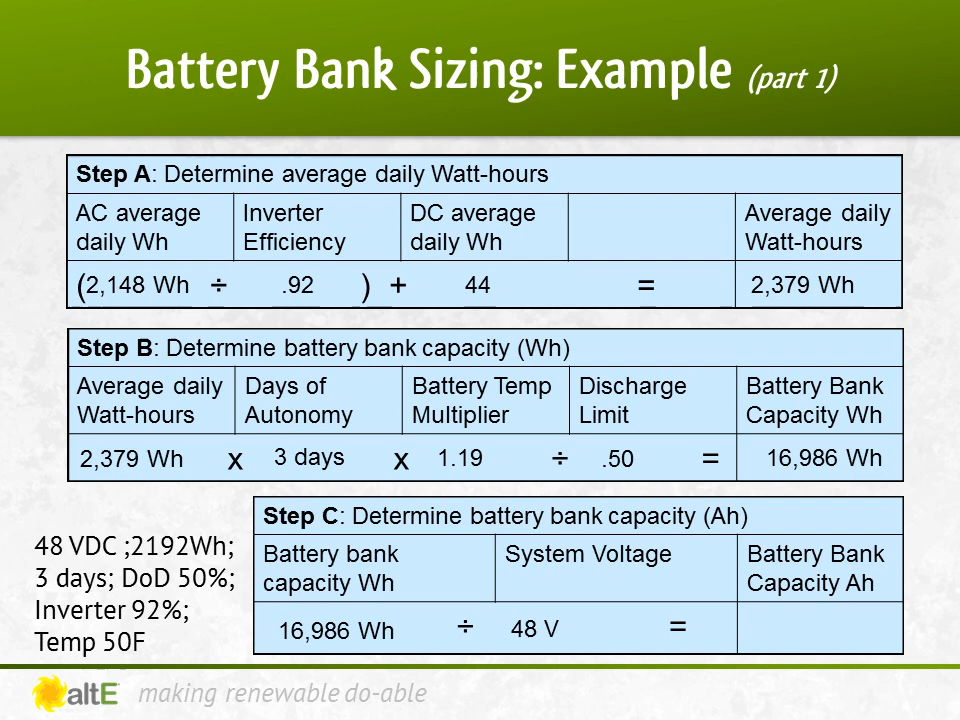 Battery Bank Sizing: Example (part 1)
Step A: Determine average daily Watt-hours
AC average daily Wh
Inverter Efficiency
DC average daily Wh
Average daily Watt-hours
(2,148 Wh ÷ .92 ) + 44 = 2,379 Wh
Step B: Determine battery bank capacity (Wh)
Average daily Watt-hours
Days of Autonomy
Battery Temp Multiplier
Discharge Limit
Battery Bank Capacity Wh
2,379 Wh x 3 days x 1.19 ÷ .50 = 16,986 Wh
Step C: Determine battery bank capacity (Ah)
Battery bank capacity Wh
System Voltage
Battery Bank Capacity Ah
16,986 Wh ÷ 48 V =
48 VDC ;2192Wh;
3 days; DoD 50%;
Inverter 92%;
Temp 50F
altE making renewable do-able